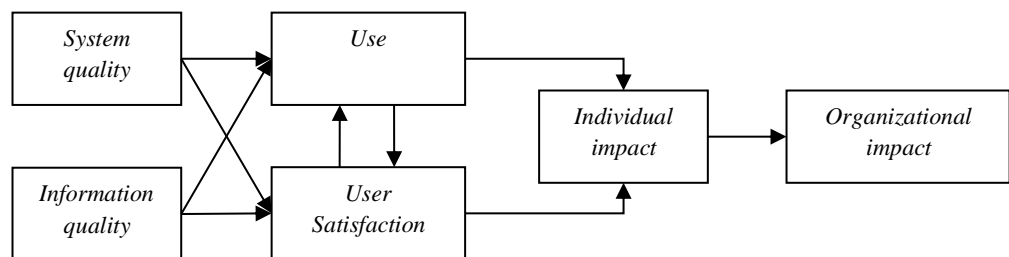 System
quality
Use
Individual
impact
Organizational
impact
Information
quality
User
Satisfaction